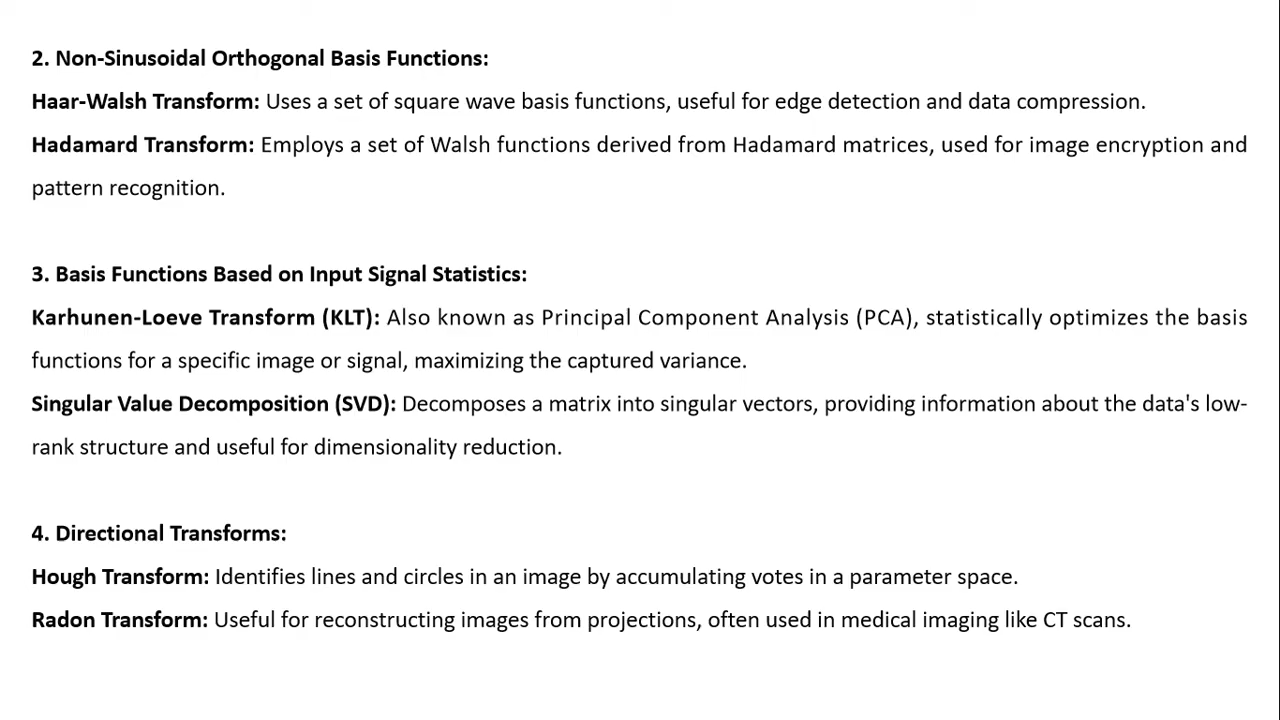 2. Non-Sinusoidal Orthogonal Basis Functions:
Haar-Walsh Transform: Uses a set of square wave basis functions, useful for edge detection and data compression.
Hadamard Transform: Employs a set of Walsh functions derived from Hadamard matrices, used for image encryption and
pattern recognition.
3. Basis Functions Based on Input Signal Statistics:
Karhunen-Loeve Transform (KLT): Also known as Principal Component Analysis (PCA), statistically optimizes the basis
functions for a specific image or signal, maximizing the captured variance.
Singular Value Decomposition (SVD): Decomposes a matrix into singular vectors, providing information about the data's low-
rank structure and useful for dimensionality reduction.
4. Directional Transforms:
Hough Transform: Identifies lines and circles in an image by accumulating votes in a parameter space.
Radon Transform: Useful for reconstructing images from projections, often used in medical imaging like CT scans.